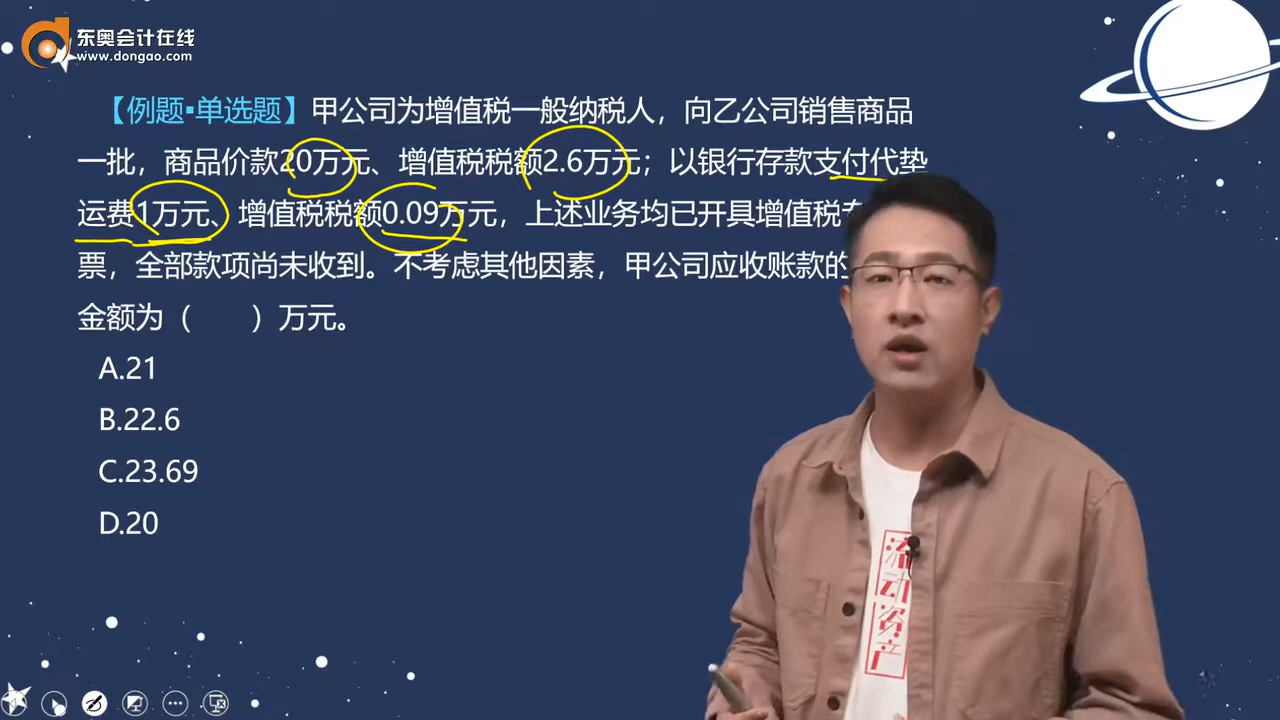 东奥会计在线
www.dongao.com
【例题▪单选题】甲公司为增值税一般纳税人，向乙公司销售商品
一批，商品价款20万元、增值税税额2.6万元；以银行存款支付代垫
运费1万元、增值税税额0.09万元，上述业务均已开具增值税
票，全部款项尚未收到。不考虑其他因素，甲公司应收账款的
金额为（　　）万元。
A.21
B.22.6
C.23.69
D.20
流动资产